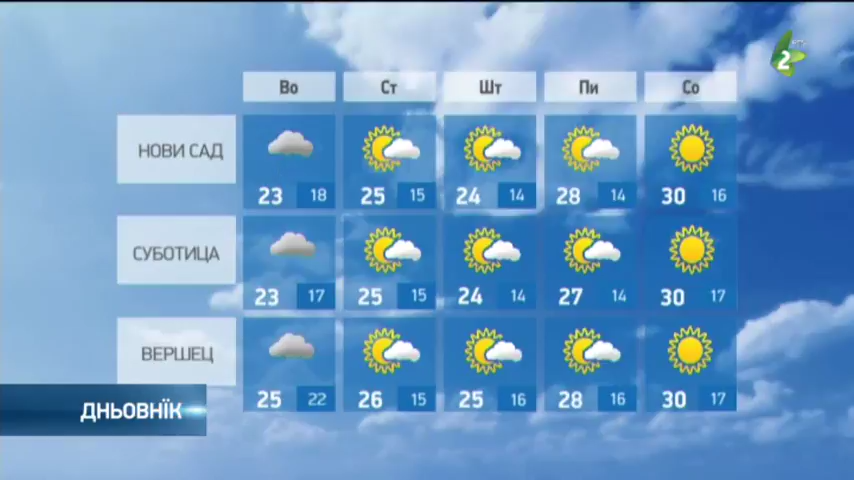 2
Во Ст Шт Пи Со
НОВИ САД
23 18 25 15 24 14 28 14 30 16
СУБОТИЦА
23 17 25 15 24 14 27 14 30 17
ВЕРШЕЦ
25 22 26 15 25 16 28 16 30 17
ДНЬОВНЇК